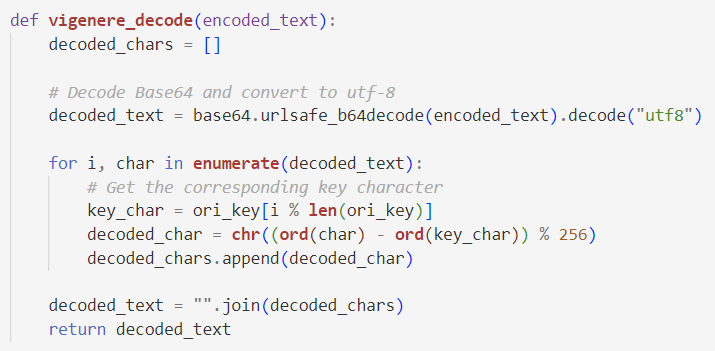 def vigenere_decode(encoded_text):
    decoded_chars = []

    # Decode Base64 and convert to utf-8
    decoded_text = base64.urlsafe_b64decode(encoded_text).decode("utf8")

    for i, char in enumerate(decoded_text):
        # Get the corresponding key character
        key_char = ori_key[i % len(ori_key)]
        decoded_char = chr((ord(char) - ord(key_char)) % 256)
        decoded_chars.append(decoded_char)

    decoded_text = "".join(decoded_chars)
    return decoded_text